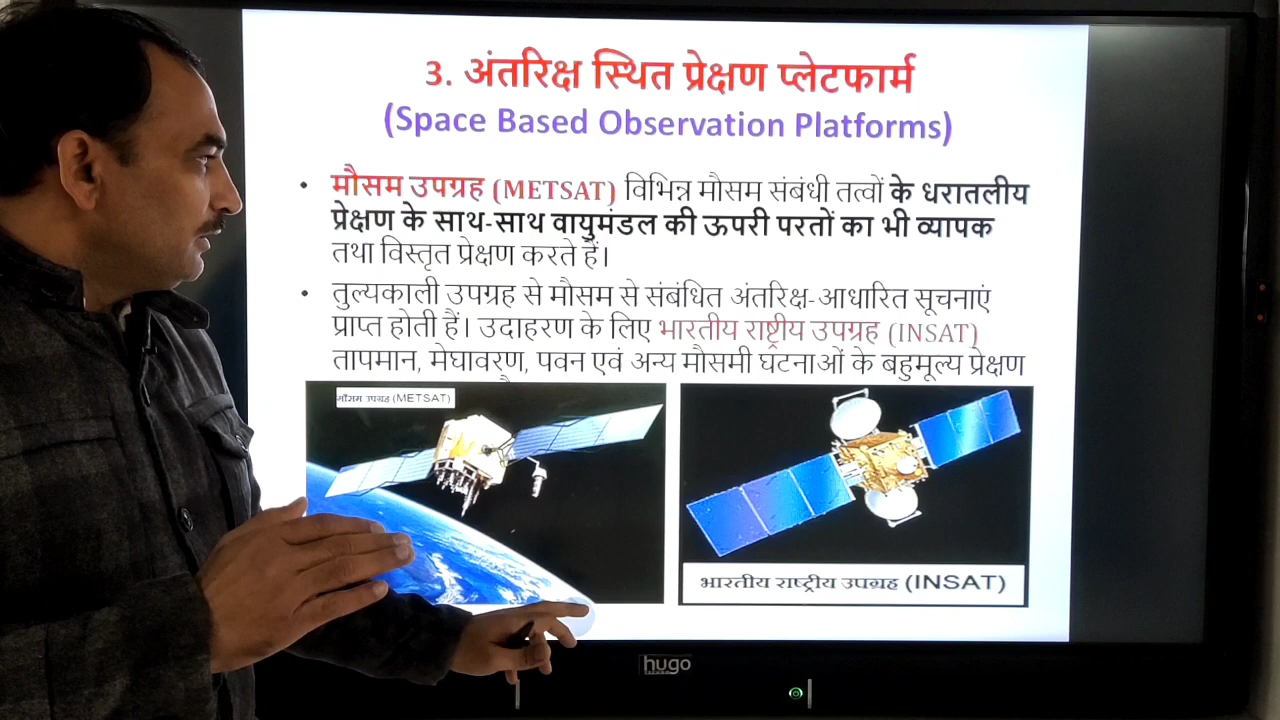 3. अंतरिक्ष स्थित प्रेक्षण प्लेटफार्म
(Space Based Observation Platforms)
• मौसम उपग्रह (METSAT) विभिन्न मौसम संबंधी तत्वों के धरातलीय
प्रेक्षण के साथ-साथ वायुमंडल की ऊपरी परतों का भी व्यापक
तथा विस्तृत प्रेक्षण करते हैं।
• तुल्यकाली उपग्रह से मौसम से संबंधित अंतरिक्ष-आधारित सूचनाएं
प्राप्त होती हैं। उदाहरण के लिए भारतीय राष्ट्रीय उपग्रह (INSAT)
तापमान, मेघावरण, पवन एवं अन्य मौसमी घटनाओं के बहुमूल्य प्रेक्षण
मौसम उपग्रह (METSAT)
भारतीय राष्ट्रीय उपग्रह (INSAT)
hugo